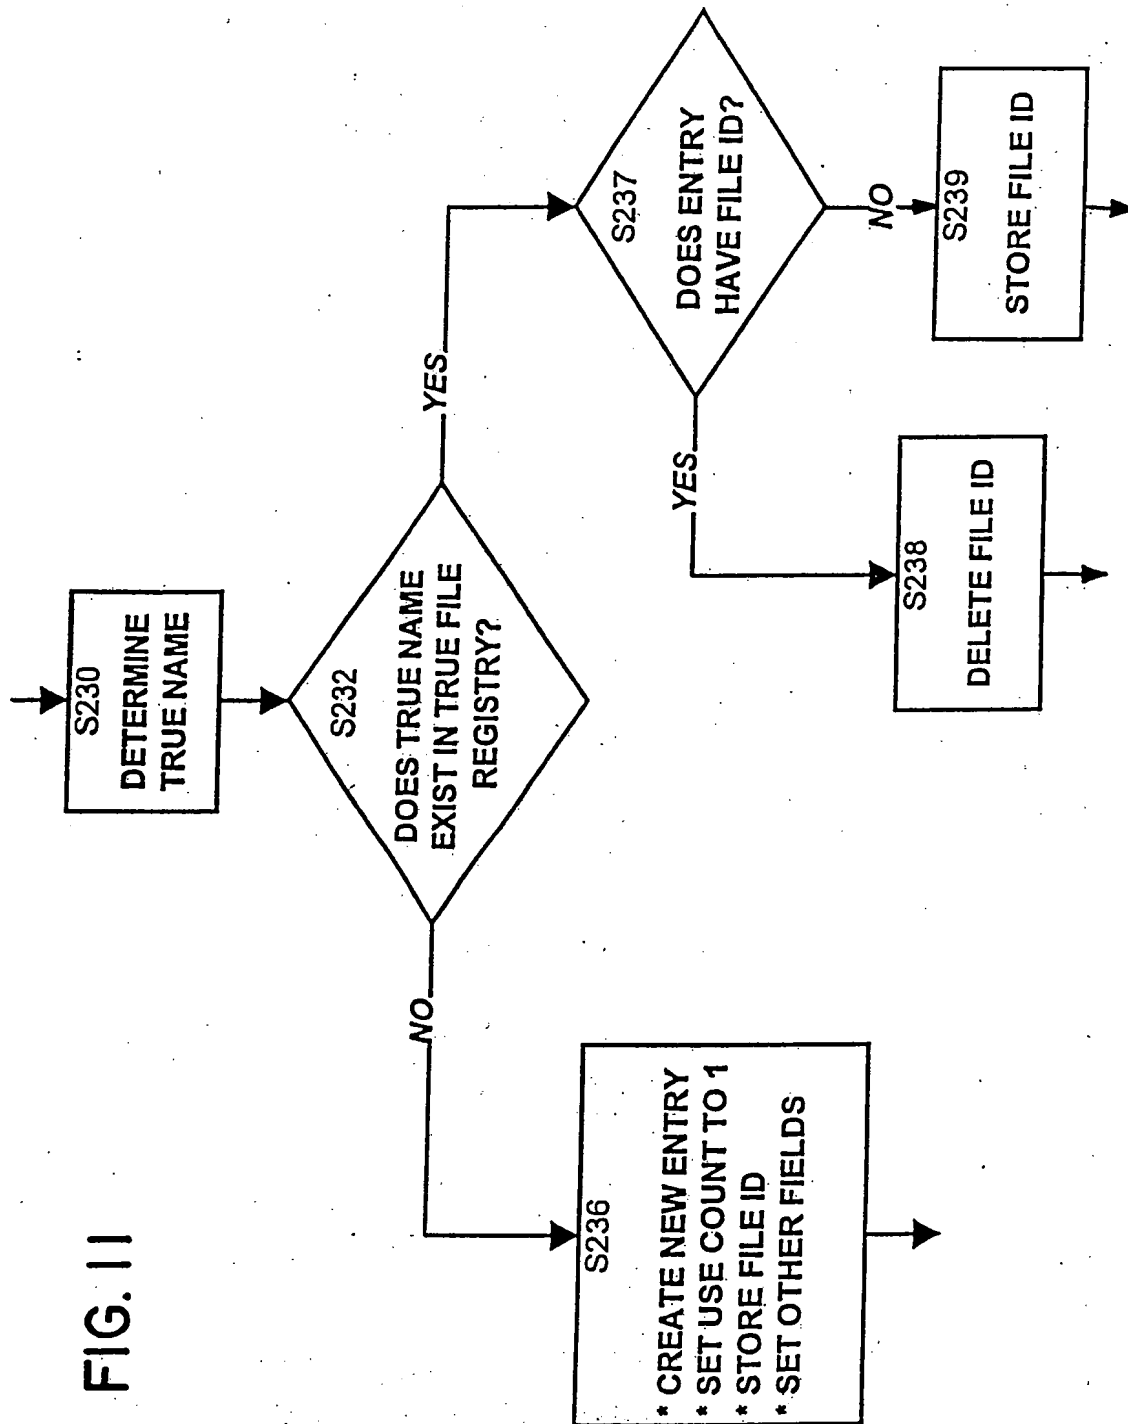 FIG. 11
S230
DETERMINE
TRUE NAME
S232
DOES TRUE NAME
EXIST IN TRUE FILE
REGISTRY?
NO
YES
S236
* CREATE NEW ENTRY
* SET USE COUNT TO 1
* STORE FILE ID
* SET OTHER FIELDS
S237
DOES ENTRY
HAVE FILE ID?
YES
NO
S238
DELETE FILE ID
S239
STORE FILE ID